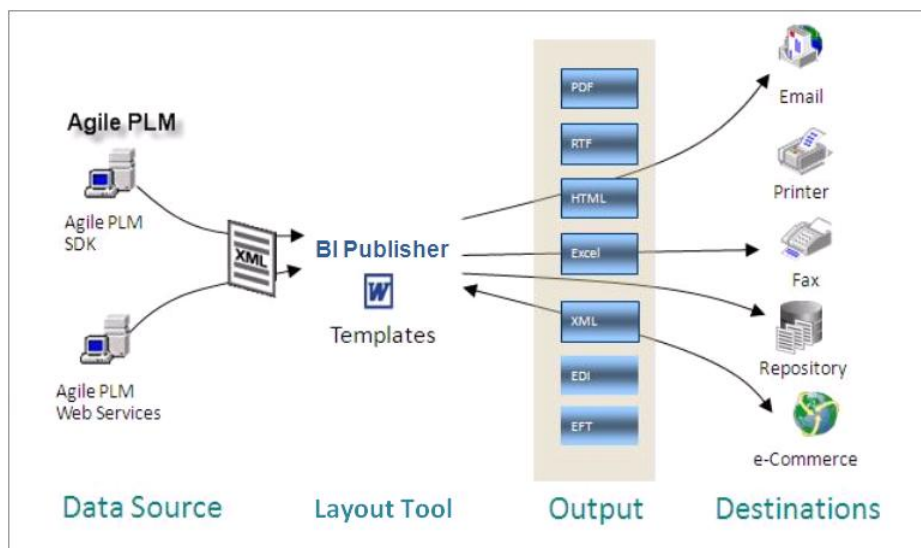 Agile PLM
Agile PLM
SDK
Agile PLM
Web Services
XML
BI Publisher
W
Templates
PDF
RTF
HTML
Excel
XML
EDI
EFT
Email
Printer
Fax
Repository
e-Commerce
Data Source
Layout Tool
Output
Destinations